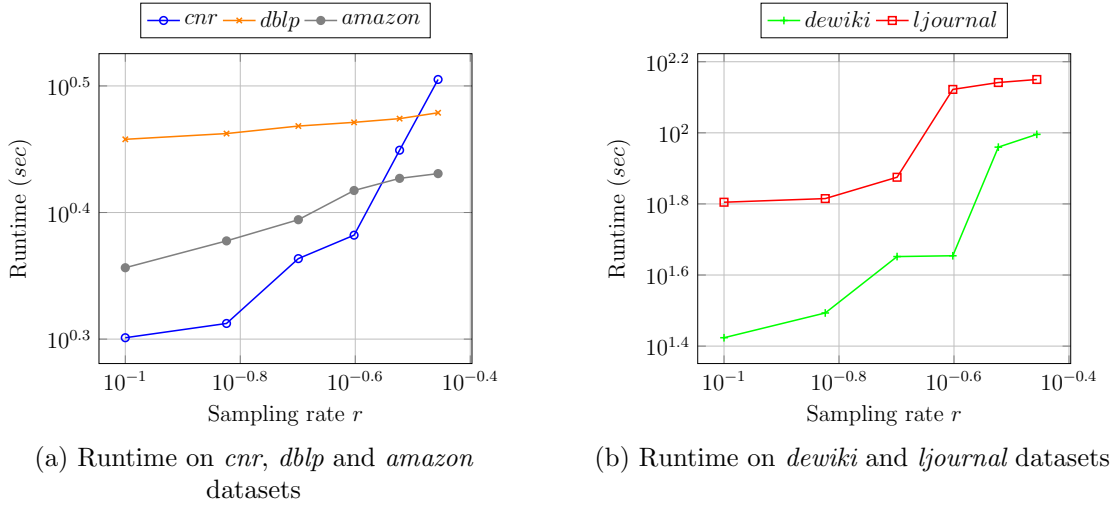 cnr dblp amazon
10^0.5
10^0.4
10^0.3
Runtime (sec)
10^−1 10^−0.8 10^−0.6 10^−0.4
Sampling rate r
(a) Runtime on cnr, dblp and amazon
datasets
dewiki ljournal
10^2.2
10^2
10^1.8
10^1.6
10^1.4
Runtime (sec)
10^−1 10^−0.8 10^−0.6 10^−0.4
Sampling rate r
(b) Runtime on dewiki and ljournal datasets